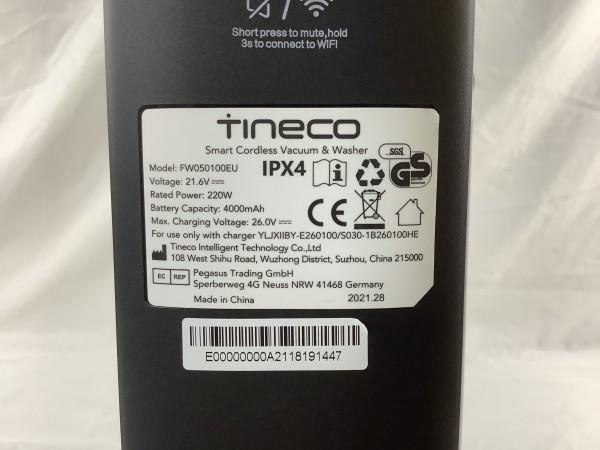 Short press to mute,hold
3s to connect to WIFI
Tineco
Smart Cordless Vacuum & Washer
SGS
Model: FW050100EU
IPX4
GS
Voltage: 21.6V
Rated Power: 220W
Battery Capacity: 4000mAh
CE
Max. Charging Voltage: 26.0V
For use only with charger YLJXIIBY-E260100/S030-1B260100HE
Tineco Intelligent Technology Co.,Ltd
108 West Shihu Road, Wuzhong District, Suzhou, China 215000
EC REP
Pegasus Trading GmbH
Sperberweg 4G Neuss NRW 41468 Germany
Made in China
2021.28
E00000000A2118191447